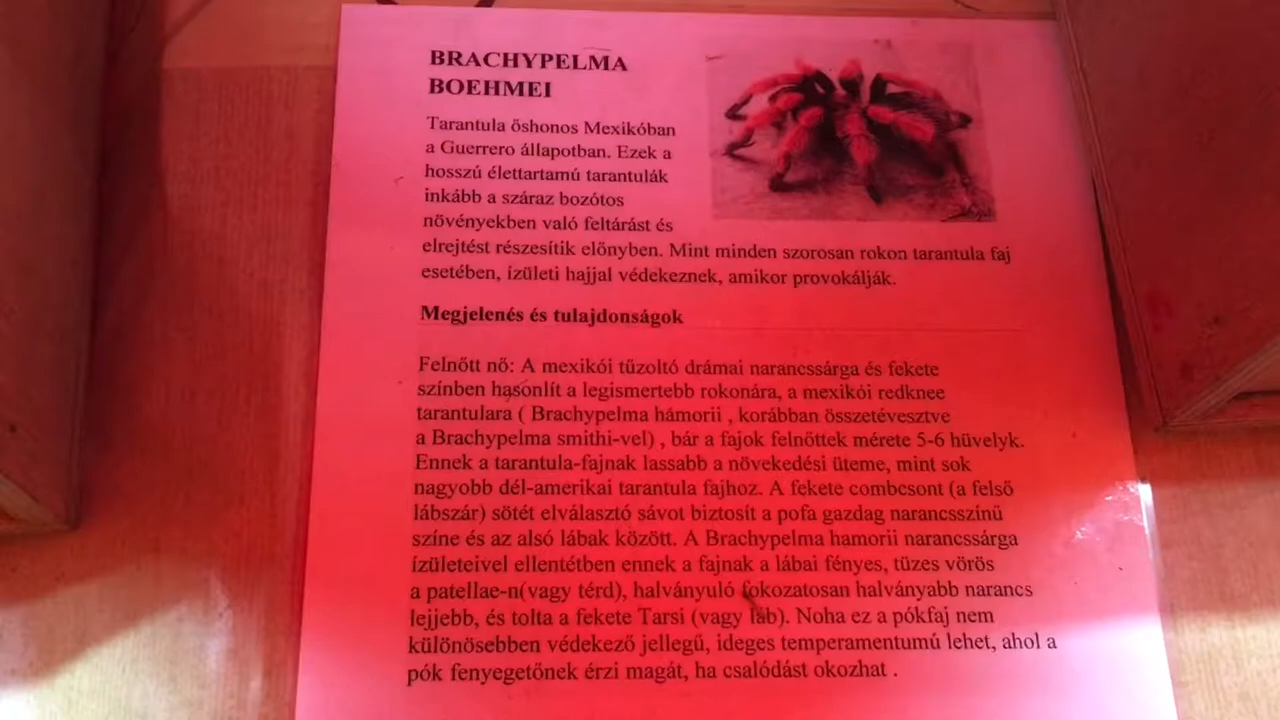 BRACHYPELMA
BOEHMEI
Tarantula őshonos Mexikóban
a Guerrero állapotban. Ezek a
hosszú élettartamú tarantulák
inkább a száraz bozótos
növényekben való feltárást és
elrejtést részesítik előnyben. Mint minden szorosan rokon tarantula faj
esetében, ízületi hajjal védekeznek, amikor provokálják.
Megjelenés és tulajdonságok
Felnőtt nő: A mexikói tűzoltó drámai narancssárga és fekete
színben hasonlít a legismertebb rokonára, a mexikói redknee
tarantulara ( Brachypelma hámorii , korábban összetévesztve
a Brachypelma smithi-vel) , bár a fajok felnőttek mérete 5-6 hüvelyk.
Ennek a tarantula-fajnak lassabb a növekedési üteme, mint sok
nagyobb dél-amerikai tarantula fajhoz. A fekete combcsont (a felső
lábszár) sötét elválasztó sávot biztosít a pofa gazdag narancsszínű
színe és az alsó lábak között. A Brachypelma hamorii narancssárga
ízületeivel ellentétben ennek a fajnak a lábai fényes, tüzes vörös
a patellae-n(vagy térd), halványuló fokozatosan halványabb narancs
lejjebb, és tolta a fekete Tarsi (vagy láb). Noha ez a pókfaj nem
különösebben védekező jellegű, ideges temperamentumú lehet, ahol a
pók fenyegetőnek érzi magát, ha csalódást okozhat .